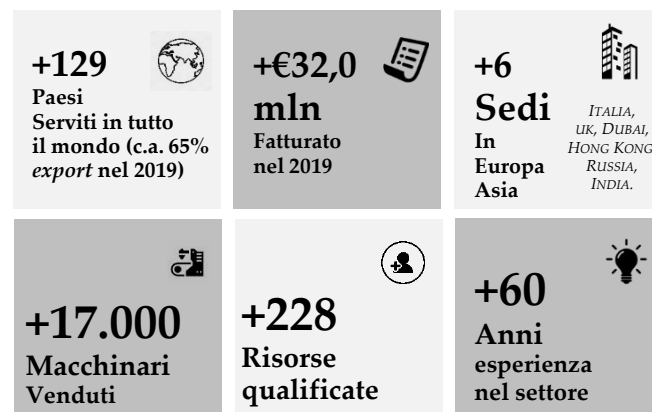 +129
Paesi
Serviti in tutto
il mondo (c.a. 65%
export nel 2019)
+€32,0
mln
Fatturato
nel 2019
+6
Sedi
In
Europa
Asia
ITALIA,
UK, DUBAI,
HONG KONG
RUSSIA,
INDIA.
+17.000
Macchinari
Venduti
+228
Risorse
qualificate
+60
Anni
esperienza
nel settore